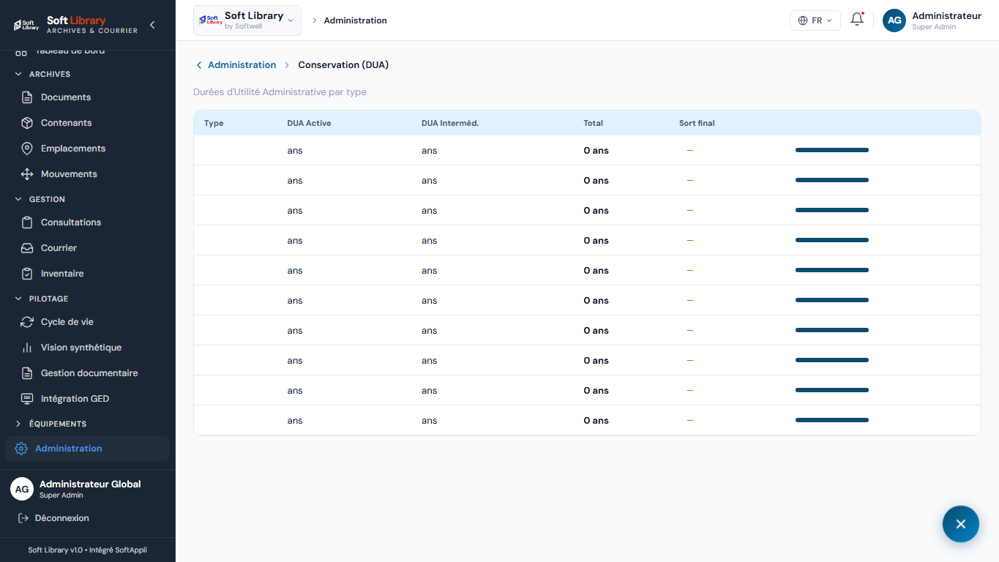 Soft Library
Soft Library
ARCHIVES & COURRIER
Tableau de bord
ARCHIVES
Documents
Contenants
Emplacements
Mouvements
GESTION
Consultations
Courrier
Inventaire
PILOTAGE
Cycle de vie
Vision synthétique
Gestion documentaire
Intégration GED
ÉQUIPEMENTS
Administration
AG Administrateur Global
Super Admin
Déconnexion
Soft Library v1.0 • Intégré SoftAppli
Soft Library Soft Library
by Softwell
Administration
FR
AG Administrateur
Super Admin
Administration Conservation (DUA)
Durées d'Utilité Administrative par type
Type DUA Active DUA Interméd. Total Sort final
ans ans 0 ans —
ans ans 0 ans —
ans ans 0 ans —
ans ans 0 ans —
ans ans 0 ans —
ans ans 0 ans —
ans ans 0 ans —
ans ans 0 ans —
ans ans 0 ans —
ans ans 0 ans —